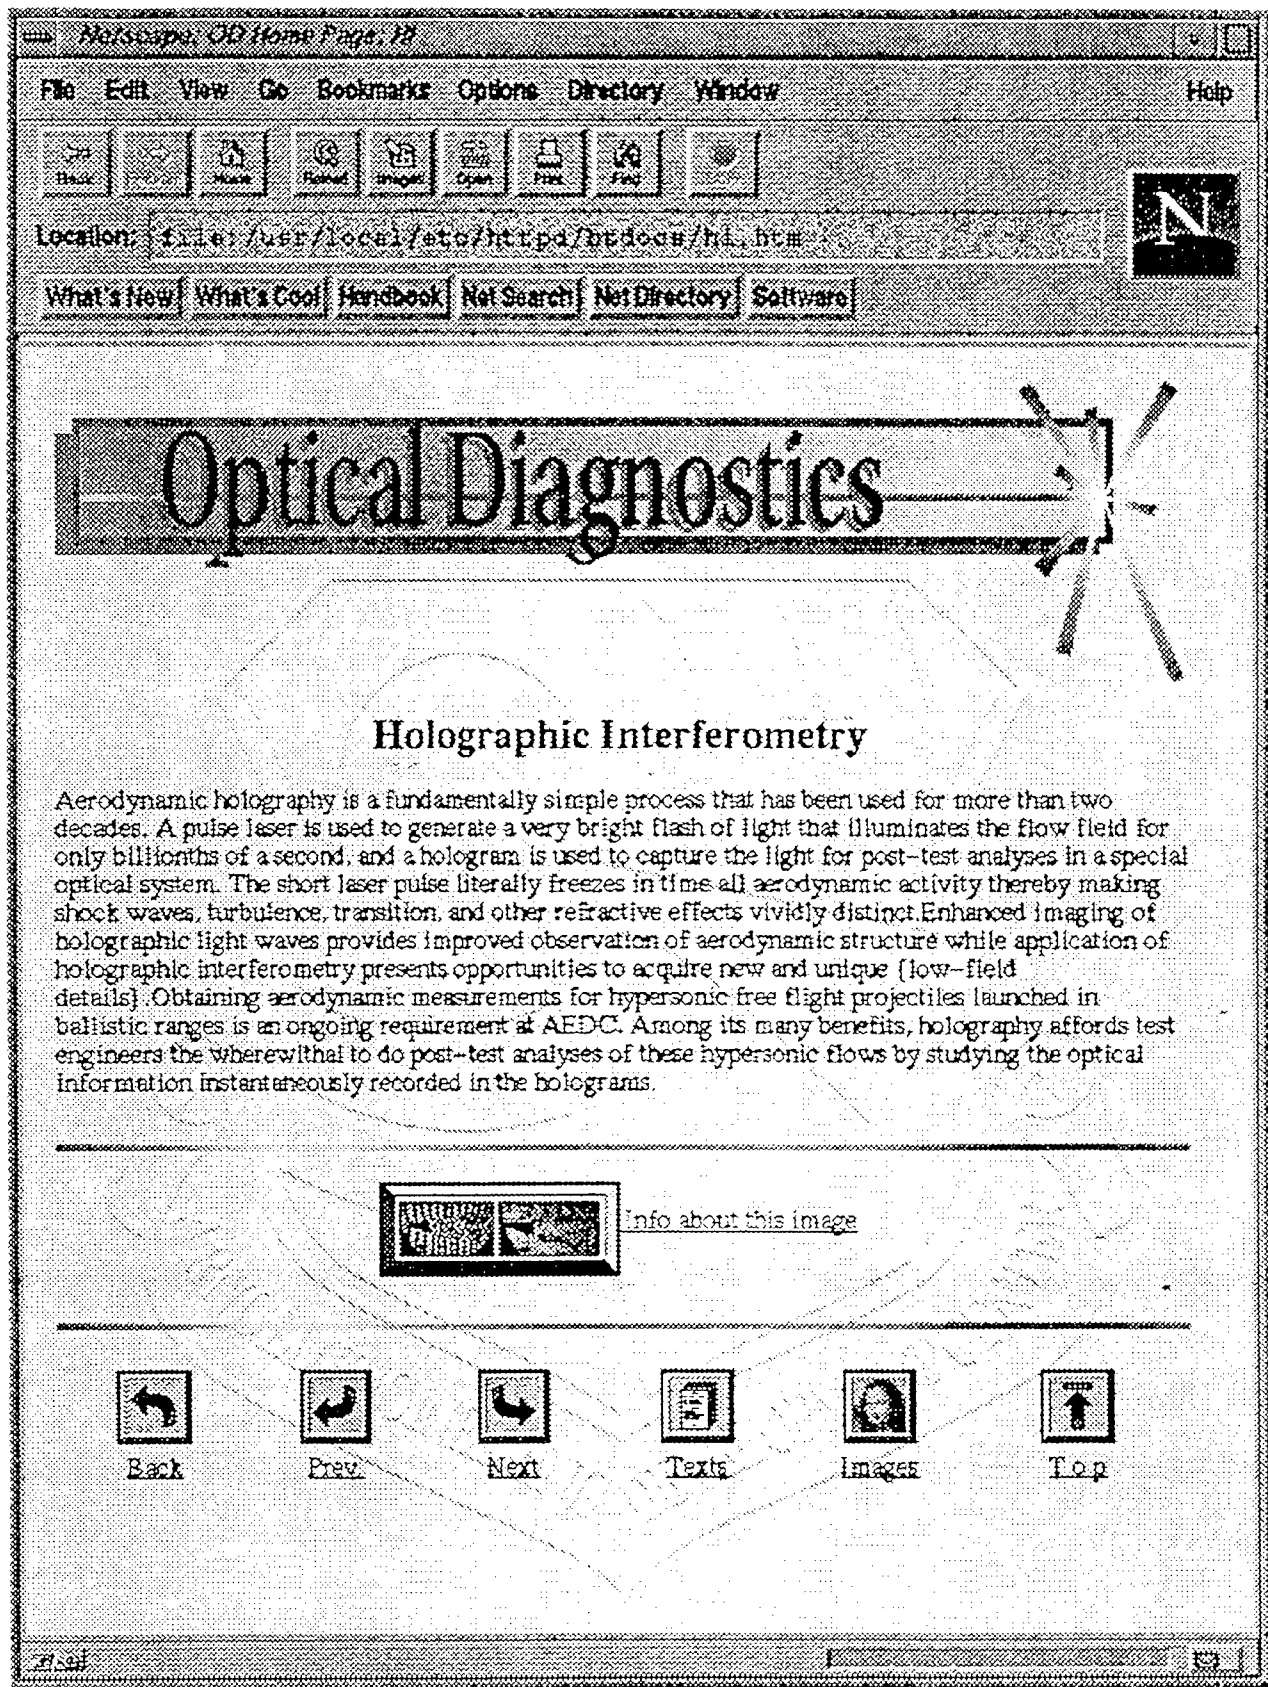 Netscape: OD Home Page: HI
File Edit View Go Bookmarks Options Directory Window Help
Back Home Reload Images Open Print Find
N
Location: file:/usr/local/etc/httpd/htdocs/hi.htm
What's New! What's Cool! Handbook Net Search Net Directory Software
Optical Diagnostics
Holographic Interferometry
Aerodynamic holography is a fundamentally simple process that has been used for more than two
decades. A pulse laser is used to generate a very bright flash of light that illuminates the flow field for
only billionths of a second, and a hologram is used to capture the light for post-test analyses in a special
optical system. The short laser pulse literally freezes in time all aerodynamic activity thereby making
shock waves, turbulence, transition, and other refractive effects vividly distinct.Enhanced imaging of
holographic light waves provides improved observation of aerodynamic structure while application of
holographic interferometry presents opportunities to acquire new and unique {low-field
details}.Obtaining aerodynamic measurements for hypersonic free flight projectiles launched in
ballistic ranges is an ongoing requirement at AEDC. Among its many benefits, holography affords test
engineers the wherewithal to do post-test analyses of these hypersonic flows by studying the optical
information instantaneously recorded in the holograms.
Info about this image
Back Prev. Next Texts Images Top